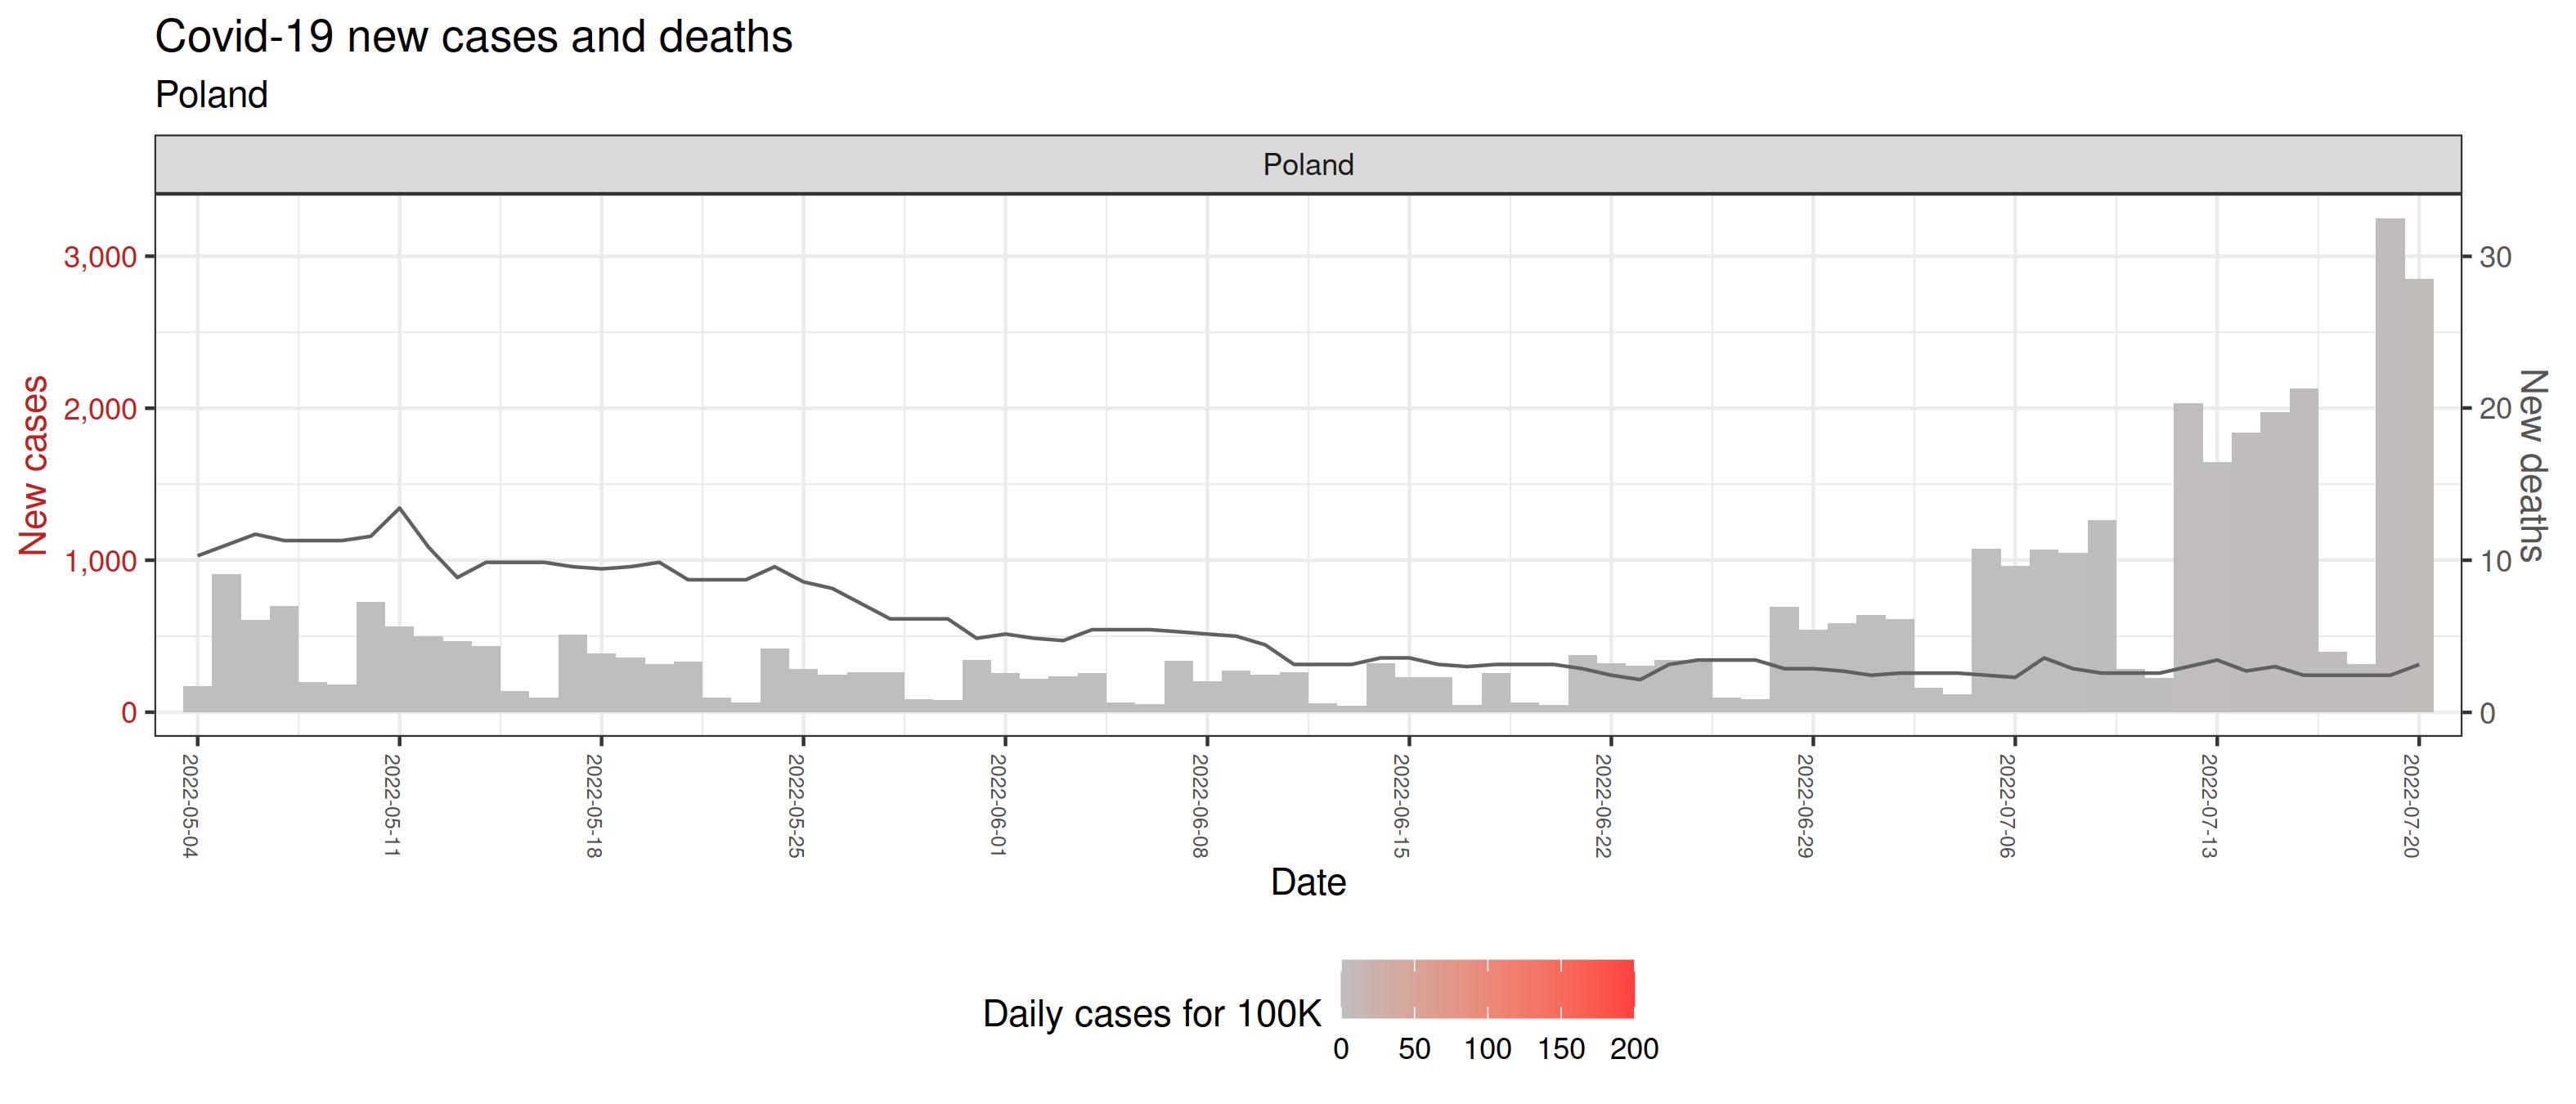 Covid-19 new cases and deaths
Poland
Poland
New cases
3,000
2,000
1,000
0
30
20
10
0
New deaths
2022-05-04
2022-05-11
2022-05-18
2022-05-25
2022-06-01
2022-06-08
2022-06-15
2022-06-22
2022-06-29
2022-07-06
2022-07-13
2022-07-20
Date
Daily cases for 100K
0 50 100 150 200